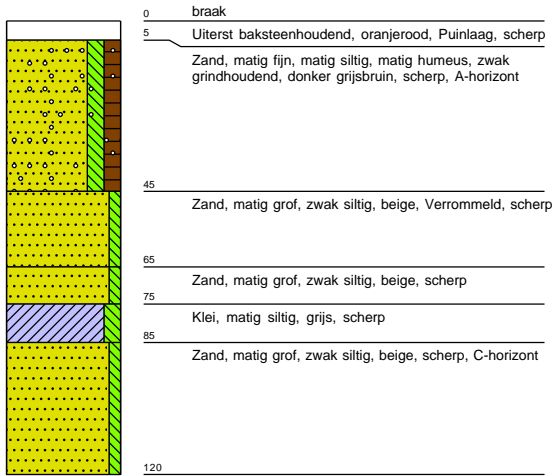 0 braak
5 Uiterst baksteenhoudend, oranjerood, Puinlaag, scherp
Zand, matig fijn, matig siltig, matig humeus, zwak
grindhoudend, donker grijsbruin, scherp, A-horizont
45
Zand, matig grof, zwak siltig, beige, Verrommeld, scherp
65
Zand, matig grof, zwak siltig, beige, scherp
75
Klei, matig siltig, grijs, scherp
85
Zand, matig grof, zwak siltig, beige, scherp, C-horizont
120